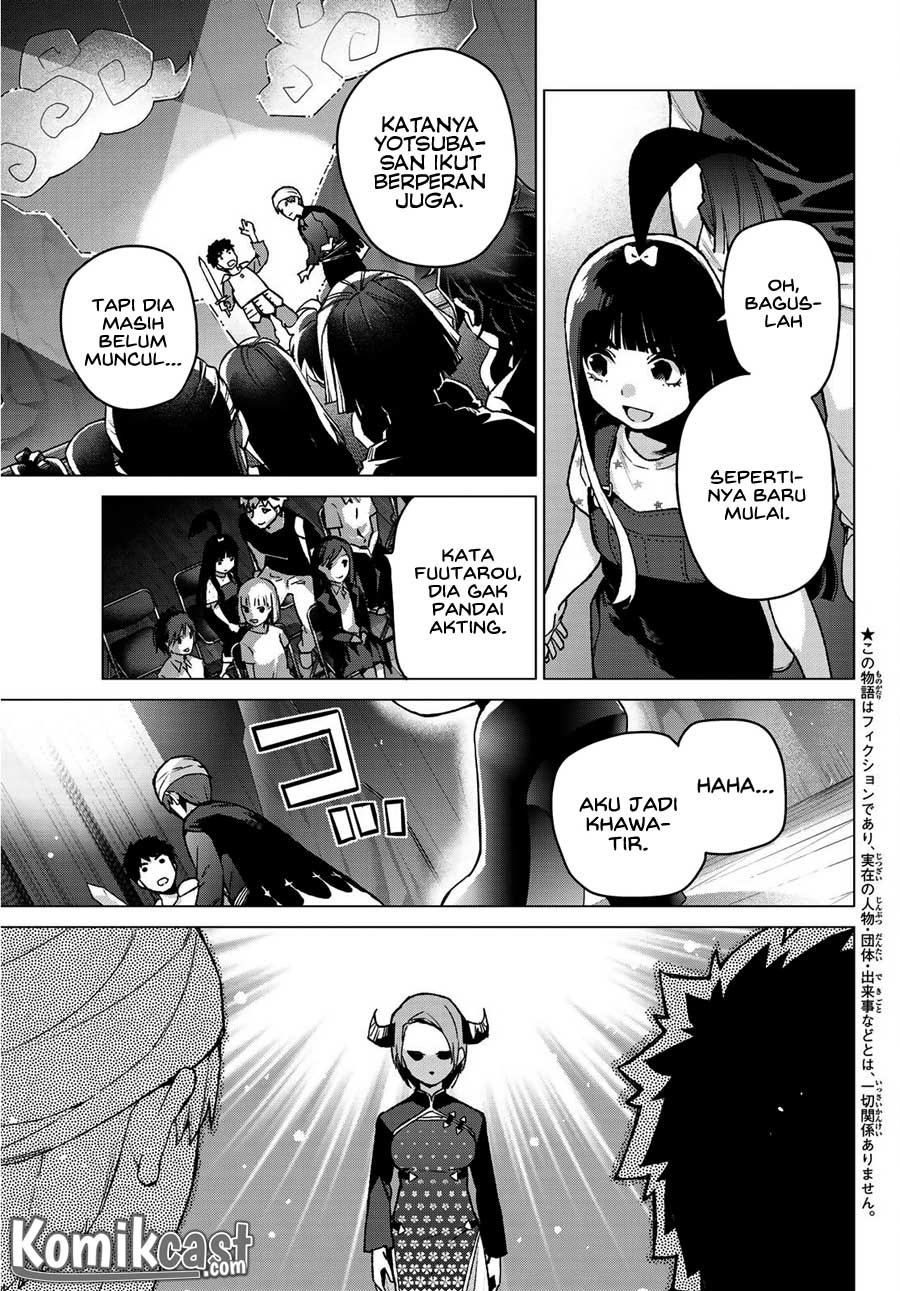 OH,
BAGUS-
LAH
SEPERTI-
NYA BARU
MULAI.
KATANYA
YOTSUBA-
SAN IKUT
BERPERAN
JUGA.
TAPI DIA
MASIH
BELUM
MUNCUL...
KATA
FUUTAROU,
DIA GAK
PANDAI
AKTING.
HAHA...
AKU JADI
KHAWA-
TIR.
ゴッ
★この物語はフィクションであり、実在の人物・団体・出来事などとは、一切関係ありません。
Komikcast
.com